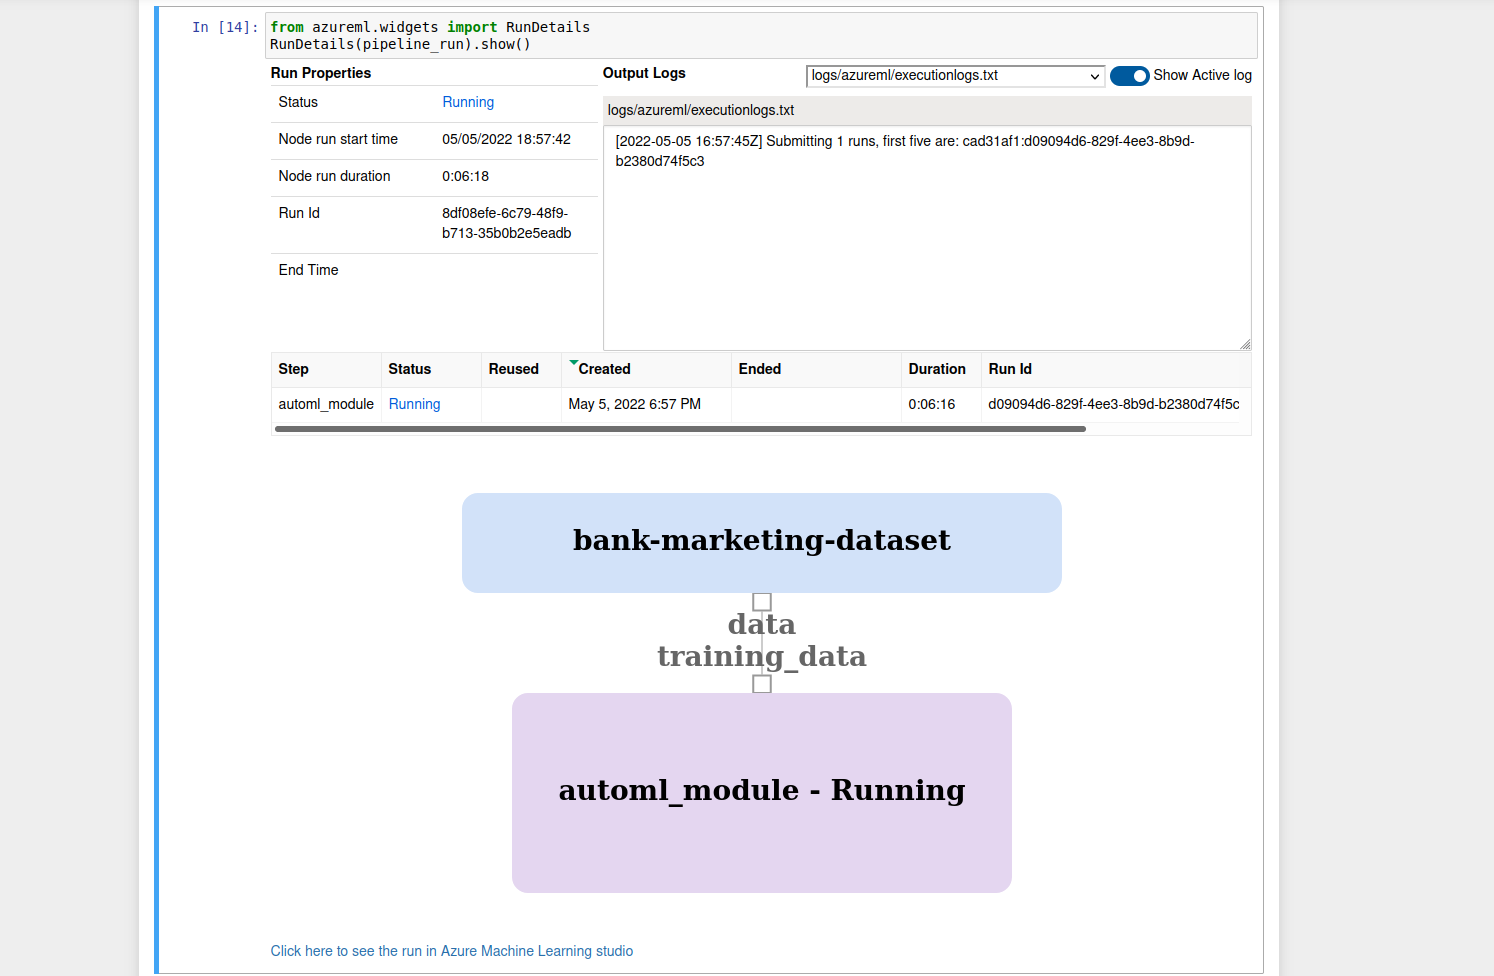 In [14]:
from azureml.widgets import RunDetails
RunDetails(pipeline_run).show()
Run Properties
Status Running
Node run start time 05/05/2022 18:57:42
Node run duration 0:06:18
Run Id 8df08efe-6c79-48f9-
b713-35b0b2e5eadb
End Time
Output Logs
logs/azureml/executionlogs.txt
Show Active log
logs/azureml/executionlogs.txt
[2022-05-05 16:57:45Z] Submitting 1 runs, first five are: cad31af1:d09094d6-829f-4ee3-8b9d-
b2380d74f5c3
Step Status Reused Created Ended Duration Run Id
automl_module Running May 5, 2022 6:57 PM 0:06:16 d09094d6-829f-4ee3-8b9d-b2380d74f5c
bank-marketing-dataset
data
training_data
automl_module - Running
Click here to see the run in Azure Machine Learning studio